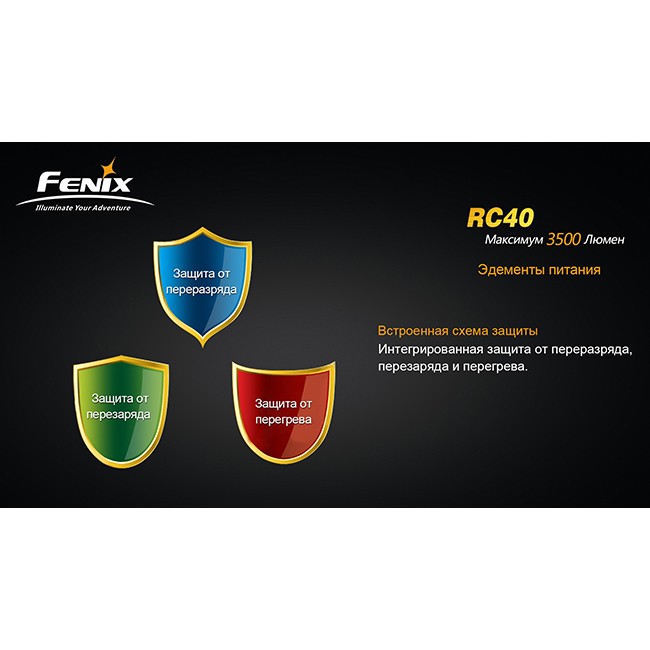 FENIX
Illuminate Your Adventure
RC40
Максимум 3500 Люмен
Эдементы питания
Защита от
переразряда
Встроенная схема защиты
Интегрированная защита от переразряда,
перезаряда и перегрева.
Защита от
перезаряда
Защита от
перегрева